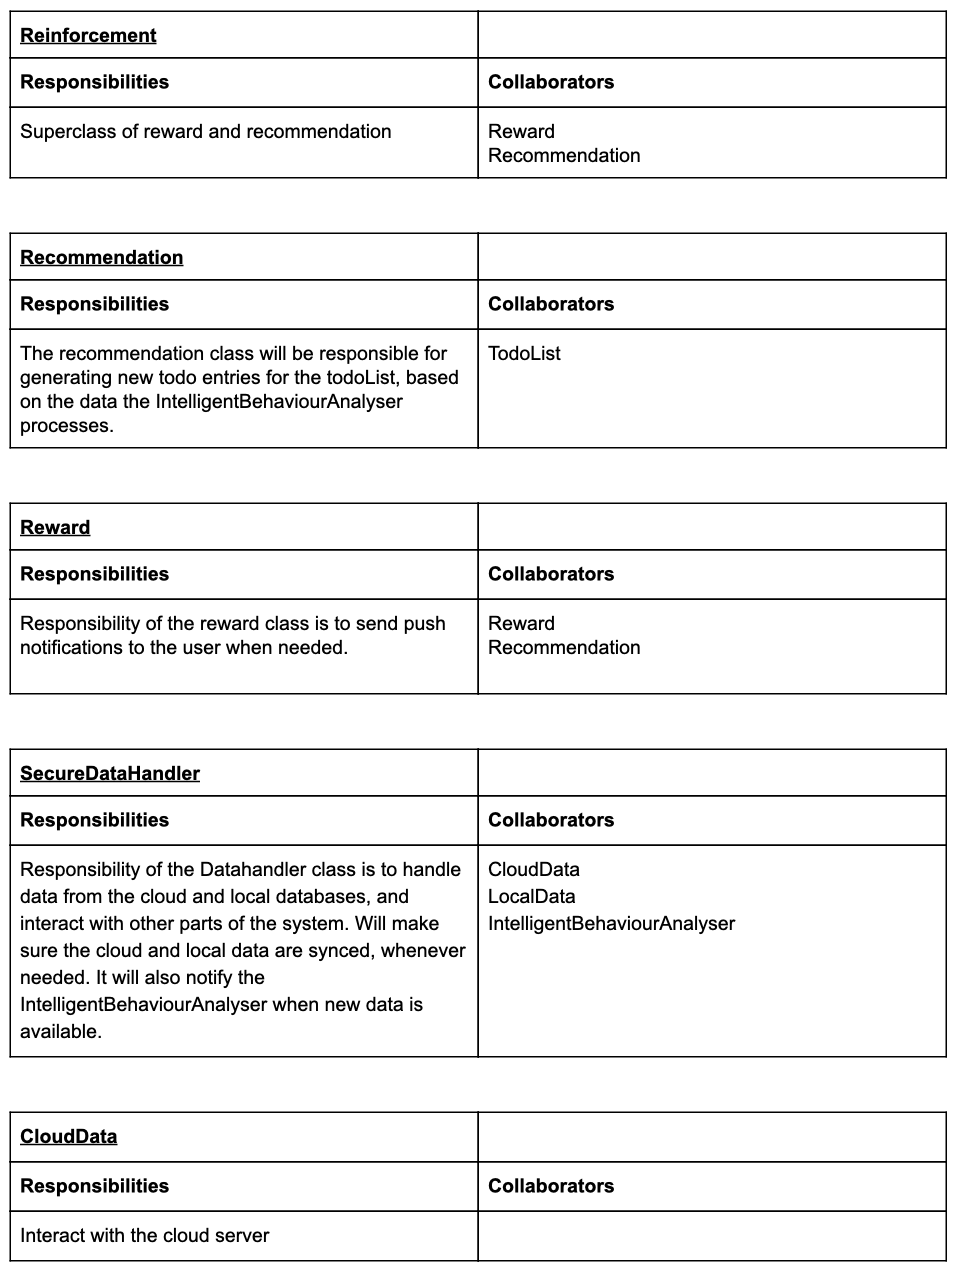 Reinforcement
Responsibilities
Collaborators
Superclass of reward and recommendation
Reward
Recommendation
Recommendation
Responsibilities
Collaborators
The recommendation class will be responsible for
generating new todo entries for the todoList, based
on the data the IntelligentBehaviourAnalyser
processes.
TodoList
Reward
Responsibilities
Collaborators
Responsibility of the reward class is to send push
notifications to the user when needed.
Reward
Recommendation
SecureDataHandler
Responsibilities
Collaborators
Responsibility of the Datahandler class is to handle
data from the cloud and local databases, and
interact with other parts of the system. Will make
sure the cloud and local data are synced, whenever
needed. It will also notify the
IntelligentBehaviourAnalyser when new data is
available.
CloudData
LocalData
IntelligentBehaviourAnalyser
CloudData
Responsibilities
Collaborators
Interact with the cloud server